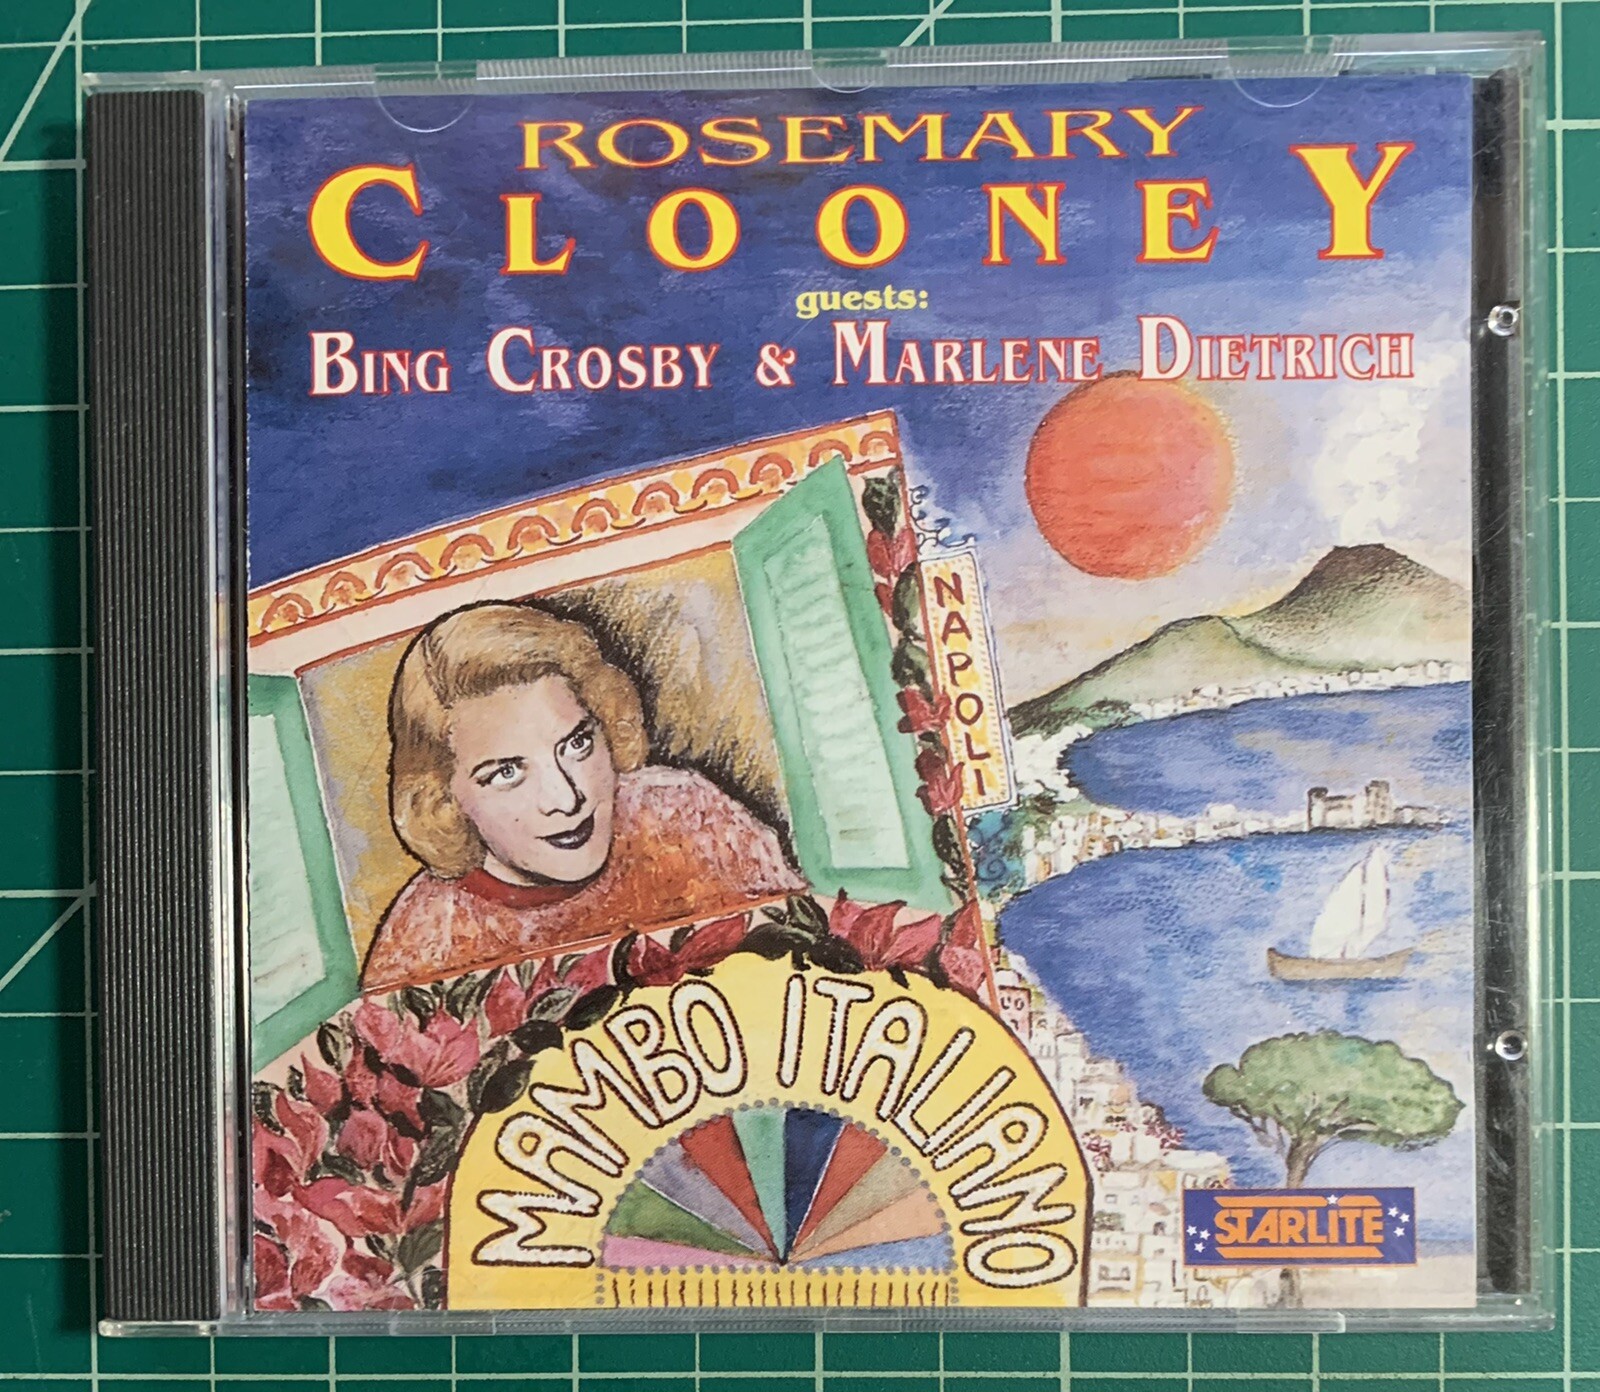 ROSEMARY
CLOONEY
guests:
BING CROSBY & MARLENE DIETRICH
NAPOLI
MAMBO ITALIANO
STARLITE